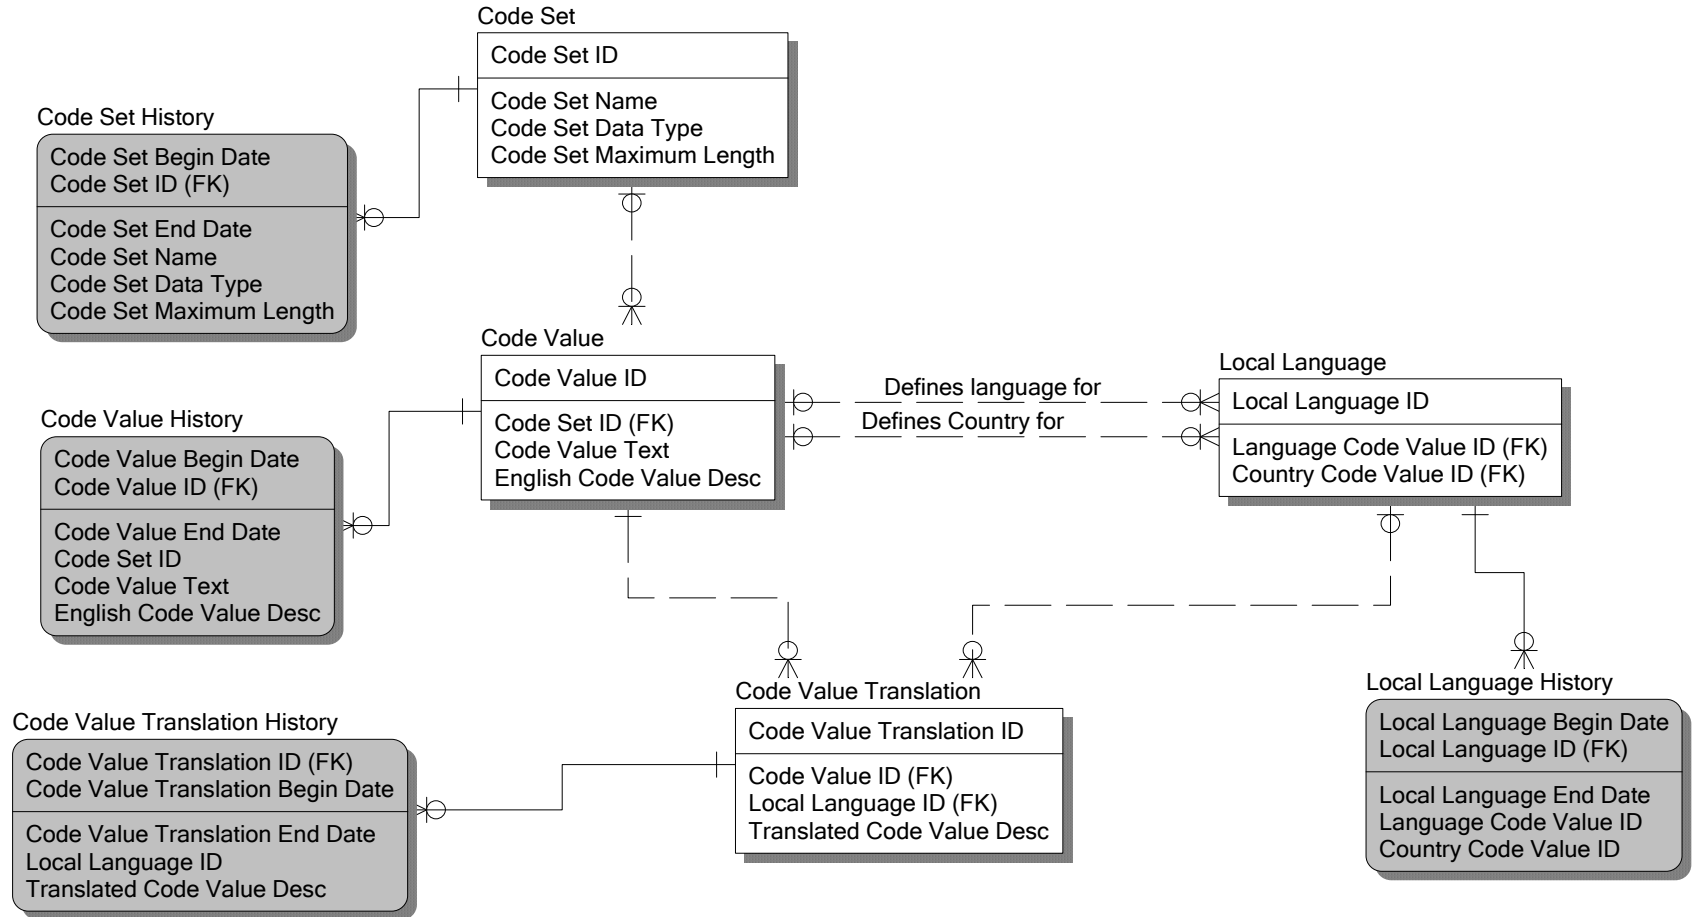 Code Set
Code Set ID
Code Set Name
Code Set Data Type
Code Set Maximum Length
Code Set History
Code Set Begin Date
Code Set ID (FK)
Code Set End Date
Code Set Name
Code Set Data Type
Code Set Maximum Length
Code Value
Code Value ID
Code Set ID (FK)
Code Value Text
English Code Value Desc
Defines language for
Defines Country for
Local Language
Local Language ID
Language Code Value ID (FK)
Country Code Value ID (FK)
Code Value History
Code Value Begin Date
Code Value ID (FK)
Code Value End Date
Code Set ID
Code Value Text
English Code Value Desc
Code Value Translation
Code Value Translation ID
Code Value ID (FK)
Local Language ID (FK)
Translated Code Value Desc
Local Language History
Local Language Begin Date
Local Language ID (FK)
Local Language End Date
Language Code Value ID
Country Code Value ID
Code Value Translation History
Code Value Translation ID (FK)
Code Value Translation Begin Date
Code Value Translation End Date
Local Language ID
Translated Code Value Desc